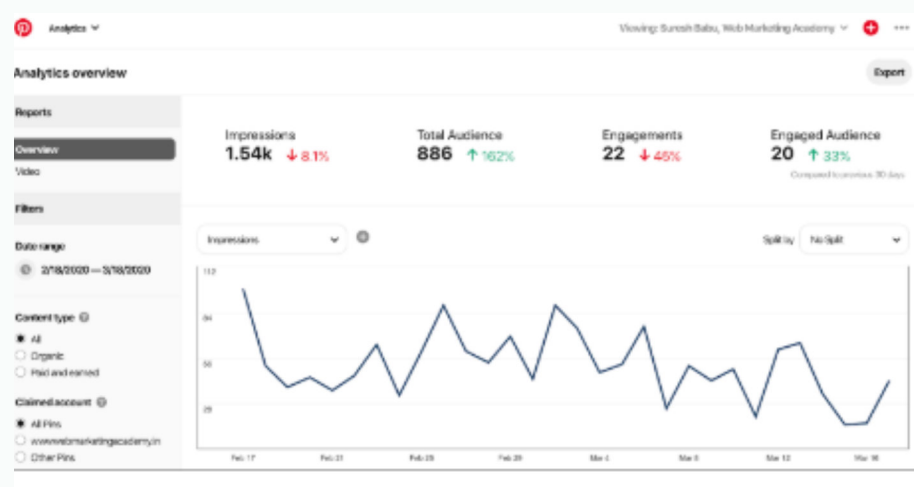 Analytics
Viewing: Suresh Babu, Web Marketing Academy
Analytics overview
Export
Reports
Overview
Video
Filters
Date range
2/18/2020 — 3/18/2020
Content type
All
Organic
Paid and earned
Claimed account
All Pins
www.webmarketingacademy.in
Other Pins
Impressions
1.54k 8.1%
Total Audience
886 162%
Engagements
22 45%
Engaged Audience
20 33%
Compared to previous 30 days
Impressions
Split by No Split
112
84
56
28
Feb 17 Feb 21 Feb 25 Feb 29 Mar 4 Mar 8 Mar 12 Mar 16